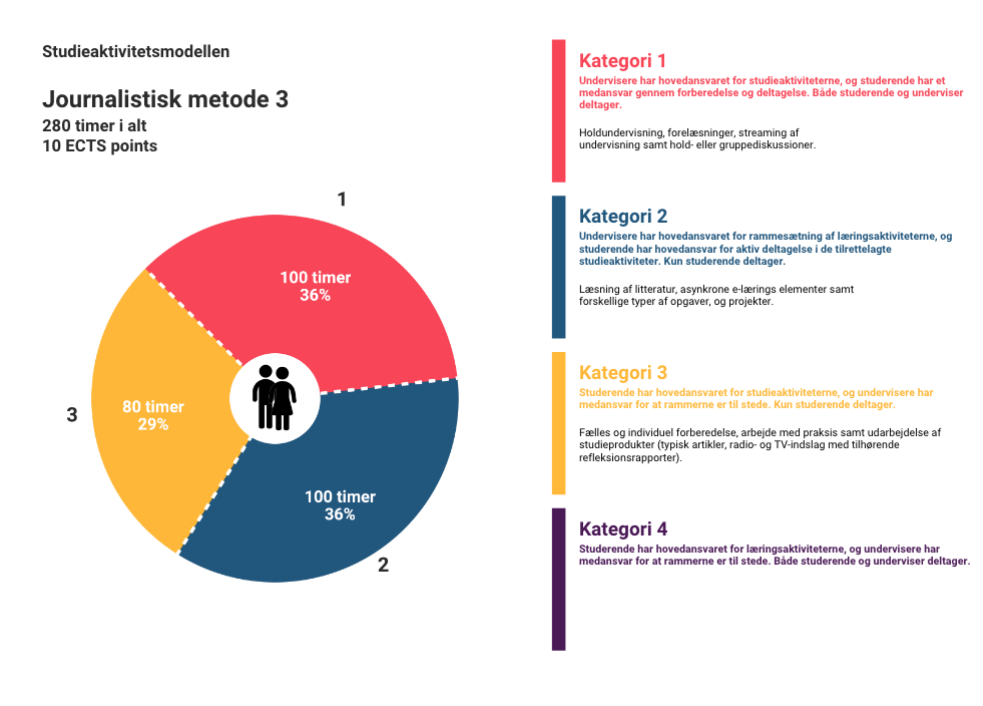 Studieaktivitetsmodellen
Journalistisk metode 3
280 timer i alt
10 ECTS points
1
100 timer
36%
3
80 timer
29%
100 timer
36%
2
Kategori 1
Undervisere har hovedansvaret for studieaktiviteterne, og studerende har et
medansvar gennem forberedelse og deltagelse. Både studerende og underviser
deltager.
Holdundervisning, forelæsninger, streaming af
undervisning samt hold- eller gruppediskussioner.
Kategori 2
Undervisere har hovedansvaret for rammesætning af læringsaktiviteterne, og
studerende har hovedansvar for aktiv deltagelse i de tilrettelagte
studieaktiviteter. Kun studerende deltager.
Læsning af litteratur, asynkrone e-lærings elementer samt
forskellige typer af opgaver, og projekter.
Kategori 3
Studerende har hovedansvaret for studieaktiviteterne, og undervisere har
medansvar for at rammerne er til stede. Kun studerende deltager.
Fælles og individuel forberedelse, arbejde med praksis samt udarbejdelse af
studieprodukter (typisk artikler, radio- og TV-indslag med tilhørende
refleksionsrapporter).
Kategori 4
Studerende har hovedansvaret for læringsaktiviteterne, og undervisere har
medansvar for at rammerne er til stede. Både studerende og underviser deltager.